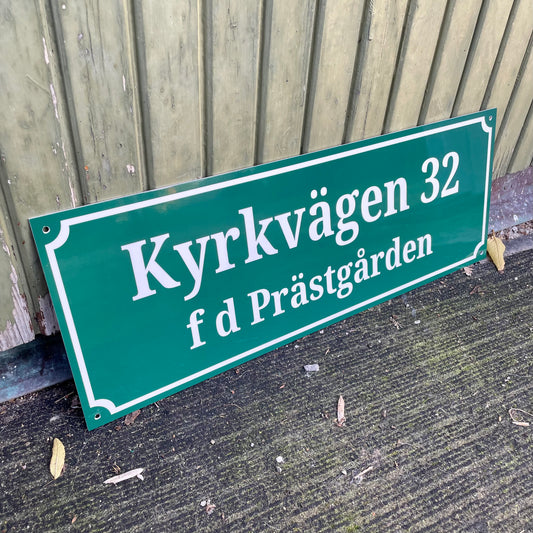 Kyrkvägen 32
f d Prästgården